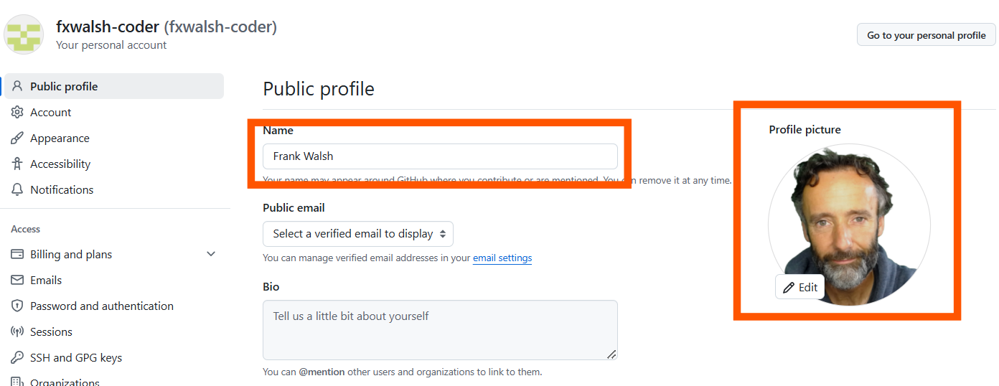 fxwalsh-coder (fxwalsh-coder)
Your personal account
Go to your personal profile
Public profile
Account
Appearance
Accessibility
Notifications
Access
Billing and plans
Emails
Password and authentication
Sessions
SSH and GPG keys
Organizations
Public profile
Name
Frank Walsh
Your name may appear around GitHub where you contribute or are mentioned. You can remove it at any time.
Public email
Select a verified email to display
You can manage verified email addresses in your email settings
Bio
Tell us a little bit about yourself
You can @mention other users and organizations to link to them.
Profile picture
Edit